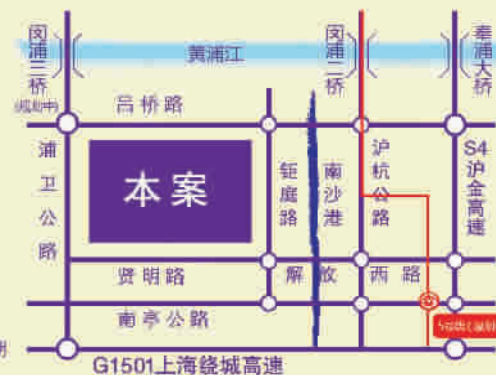 闵浦三桥
(规划中)
黄浦江
闵浦二桥
奉浦大桥
吕桥路
浦卫公路
本案
钜庭路
南沙港
沪杭公路
S4沪金高速
贤明路
解放西路
南亭公路
G1501上海绕城高速